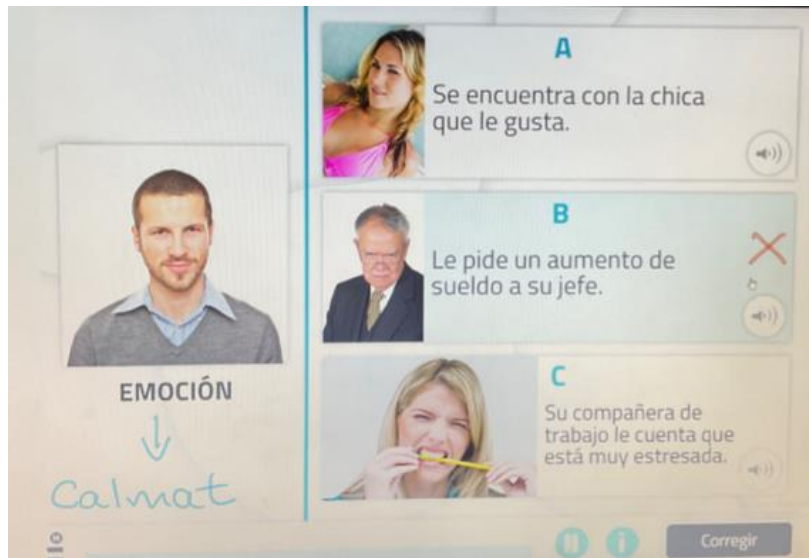 EMOCIÓN
Calmat
A
Se encuentra con la chica
que le gusta.
B
Le pide un aumento de
sueldo a su jefe.
C
Su compañera de
trabajo le cuenta que
está muy estresada.
Corregir